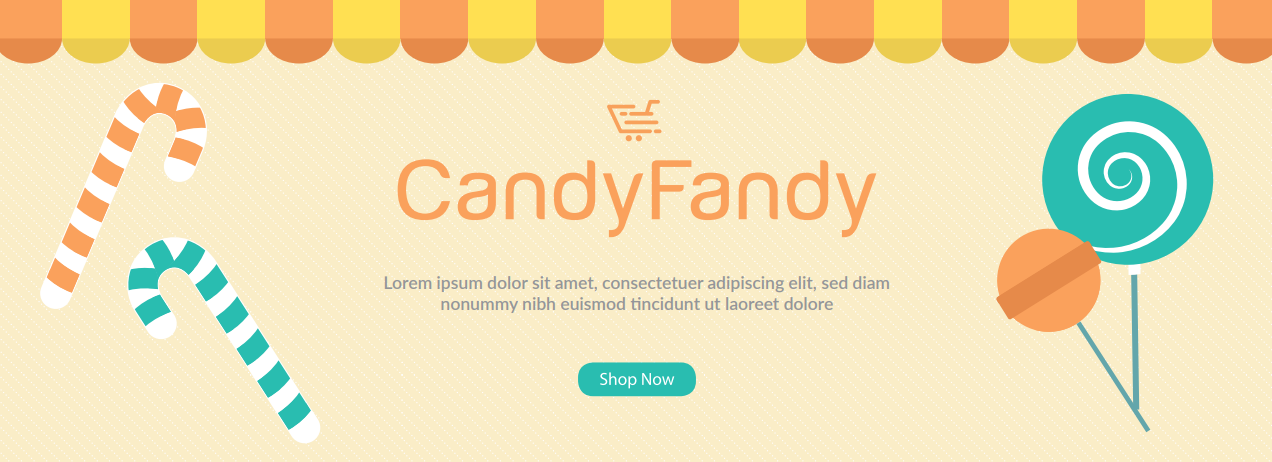 CandyFandy
Lorem ipsum dolor sit amet, consectetuer adipiscing elit, sed diam
nonummy nibh euismod tincidunt ut laoreet dolore
Shop Now